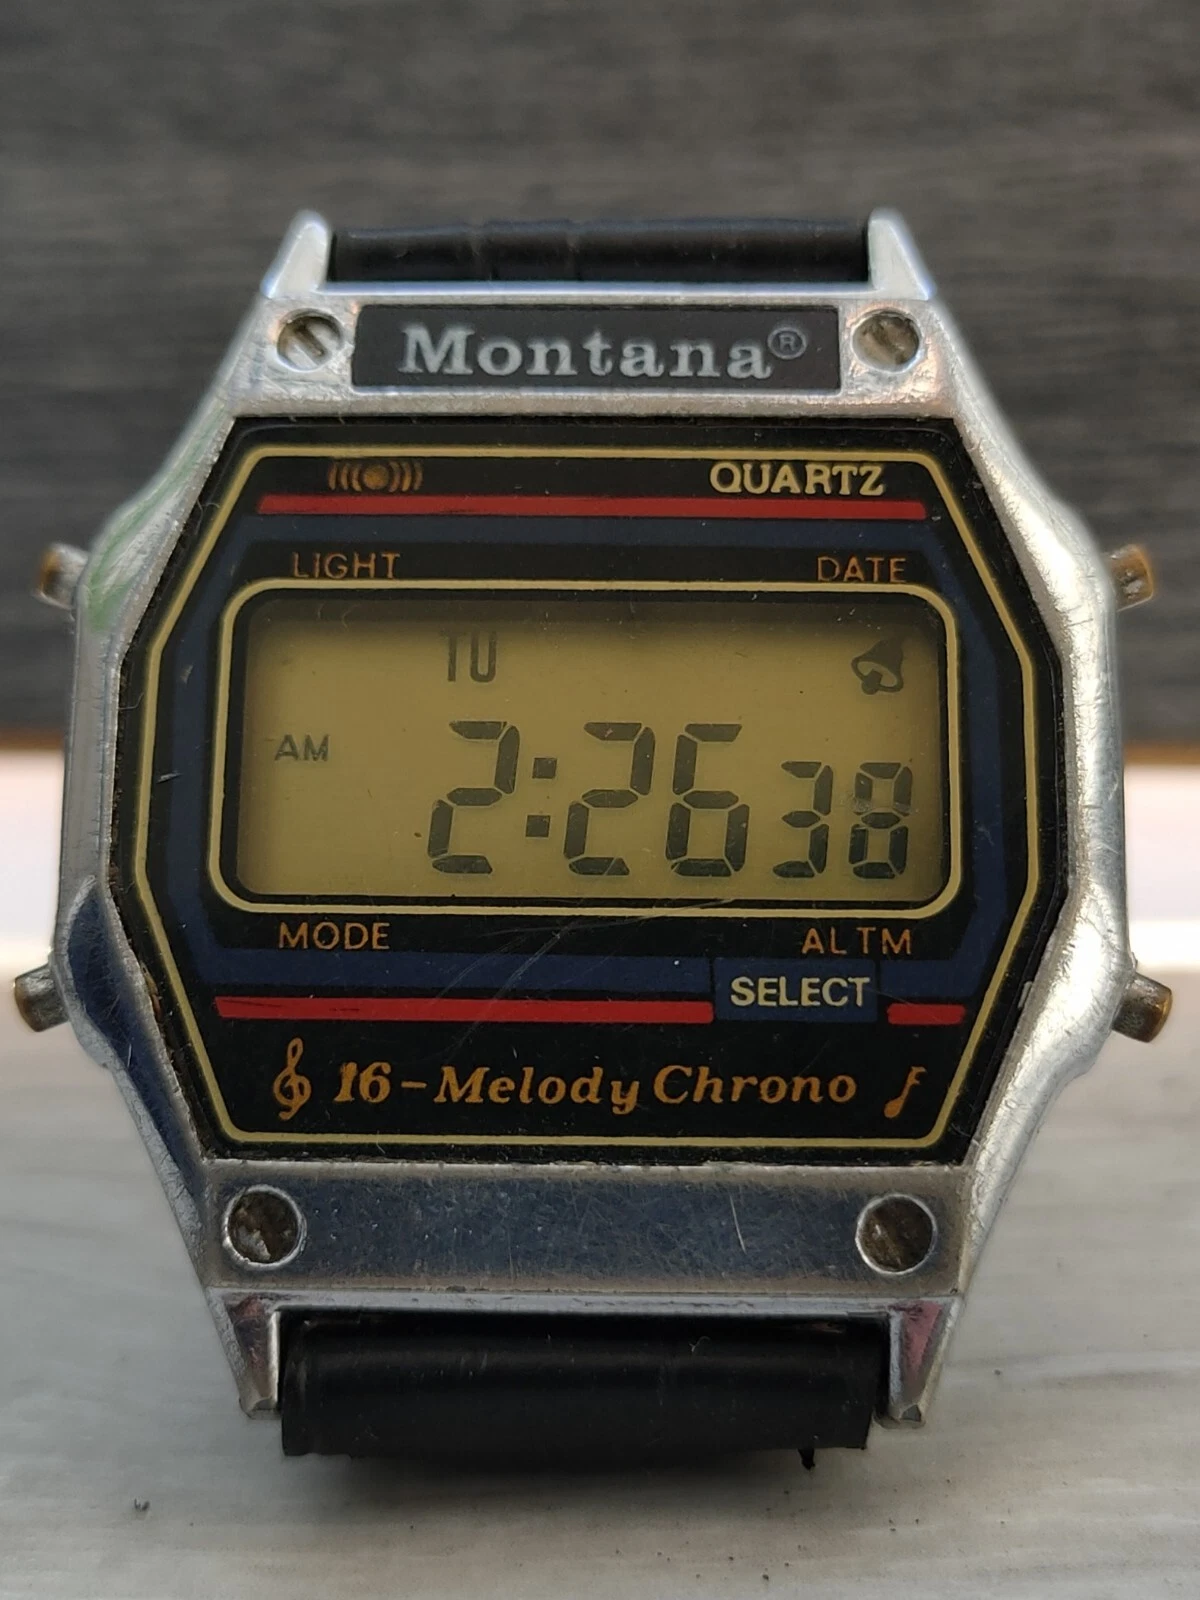 Montana®
QUARTZ
LIGHT DATE
TU
AM 2:26 38
MODE ALTM
SELECT
16-Melody Chrono